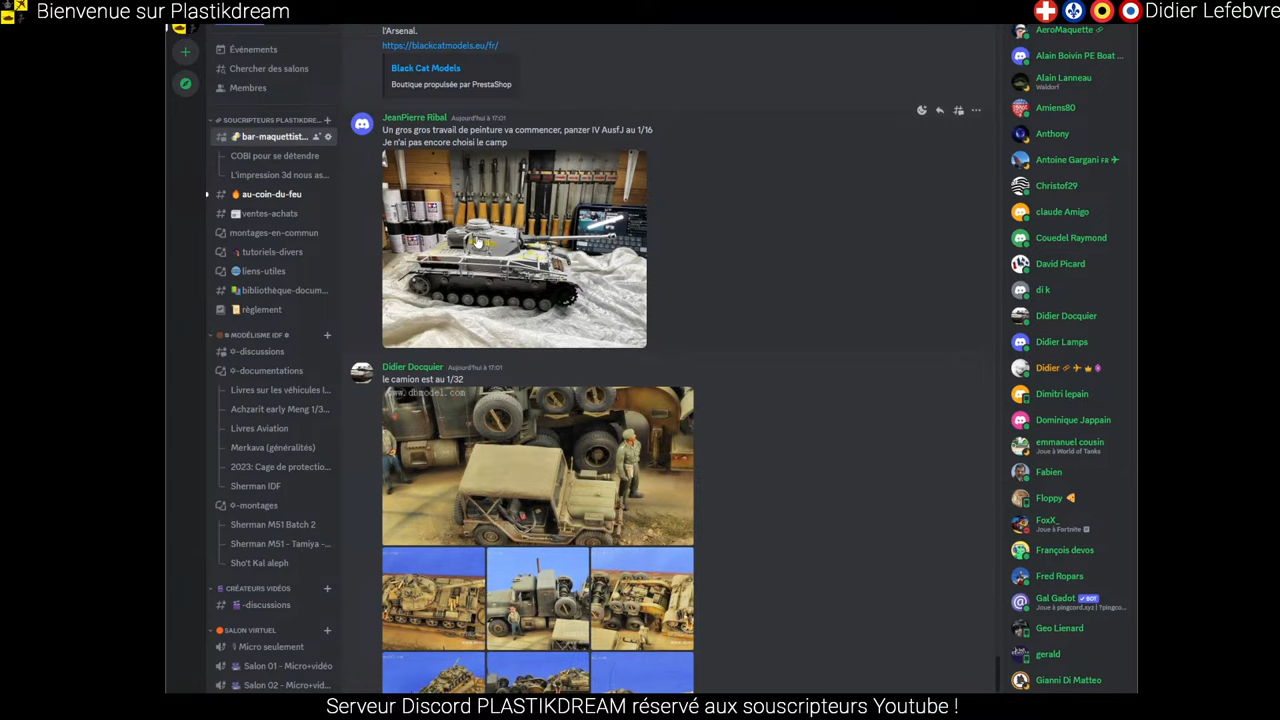 Bienvenue sur Plastikdream
Didier Lefebvre
Événements
Chercher des salons
Membres
SOUSCRIPTEURS PLASTIKDRE...
bar-maquettist...
COBI pour se détendre
L'impression 3d nous as...
au-coin-du-feu
ventes-achats
montages-en-commun
tutoriels-divers
liens-utiles
bibliothèque-docum...
règlement
MODÉLISME IDF
-discussions
-documentations
Livres sur les véhicules I...
Achzarit early Meng 1/3...
Livres Aviation
Merkava (généralités)
2023: Cage de protectio...
Sherman IDF
-montages
Sherman M51 Batch 2
Sherman M51 - Tamiya -...
Sho't Kal aleph
CRÉATEURS VIDÉOS
-discussions
SALON VIRTUEL
Micro seulement
Salon 01 - Micro+vidéo
Salon 02 - Micro+vid...
l'Arsenal.
https://blackcatmodels.eu/fr/
Black Cat Models
Boutique propulsée par PrestaShop
JeanPierre Ribal Aujourd'hui à 17:01
Un gros gros travail de peinture va commencer, panzer IV AusfJ au 1/16
Je n'ai pas encore choisi le camp
Didier Docquier Aujourd'hui à 17:01
le camion est au 1/32
www.dbmodel.com
AeroMaquette
Alain Boivin PE Boat ...
Alain Lanneau
Waldorf
Amiens80
Anthony
Antoine Gargani FR
Christof29
claude Amigo
Couedel Raymond
David Picard
di k
Didier Docquier
Didier Lamps
Didier
Dimitri lepain
Dominique Jappain
emmanuel cousin
Joue à World of Tanks
Fabien
Floppy
FoxX_
Joue à Fortnite
François devos
Fred Ropars
Gal Gadot BOT
Joue à pingcord.xyz | ?pingco...
Geo Lienard
gerald
Gianni Di Matteo
Serveur Discord PLASTIKDREAM réservé aux souscripteurs Youtube !